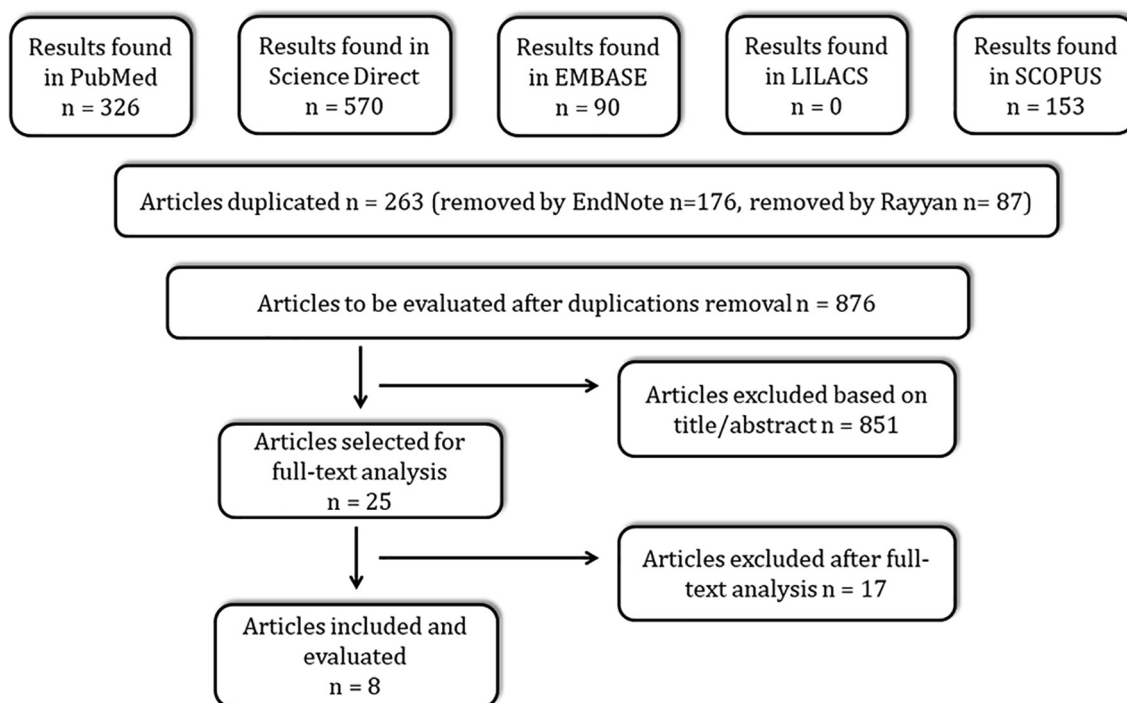 Results found
in PubMed
n = 326
Results found in
Science Direct
n = 570
Results found
in EMBASE
n = 90
Results found
in LILACS
n = 0
Results found
in SCOPUS
n = 153
Articles duplicated n = 263 (removed by EndNote n=176, removed by Rayyan n= 87)
Articles to be evaluated after duplications removal n = 876
Articles excluded based on
title/abstract n = 851
Articles selected for
full-text analysis
n = 25
Articles excluded after full-
text analysis n = 17
Articles included and
evaluated
n = 8